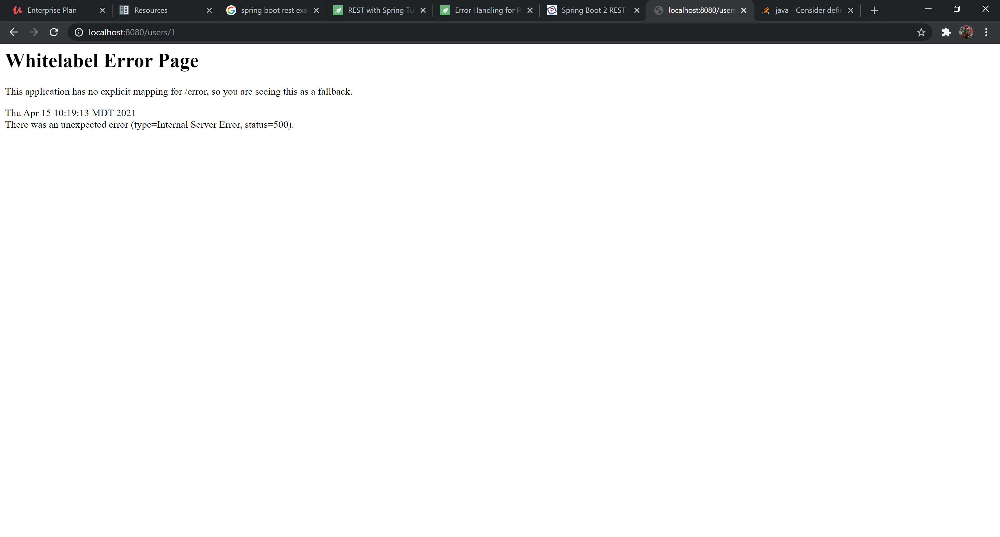 Enterprise Plan
Resources
spring boot rest exa
REST with Spring Tu
Error Handling for R
Spring Boot 2 REST
localhost:8080/users
java - Consider defin
localhost:8080/users/1
Whitelabel Error Page
This application has no explicit mapping for /error, so you are seeing this as a fallback.
Thu Apr 15 10:19:13 MDT 2021
There was an unexpected error (type=Internal Server Error, status=500).